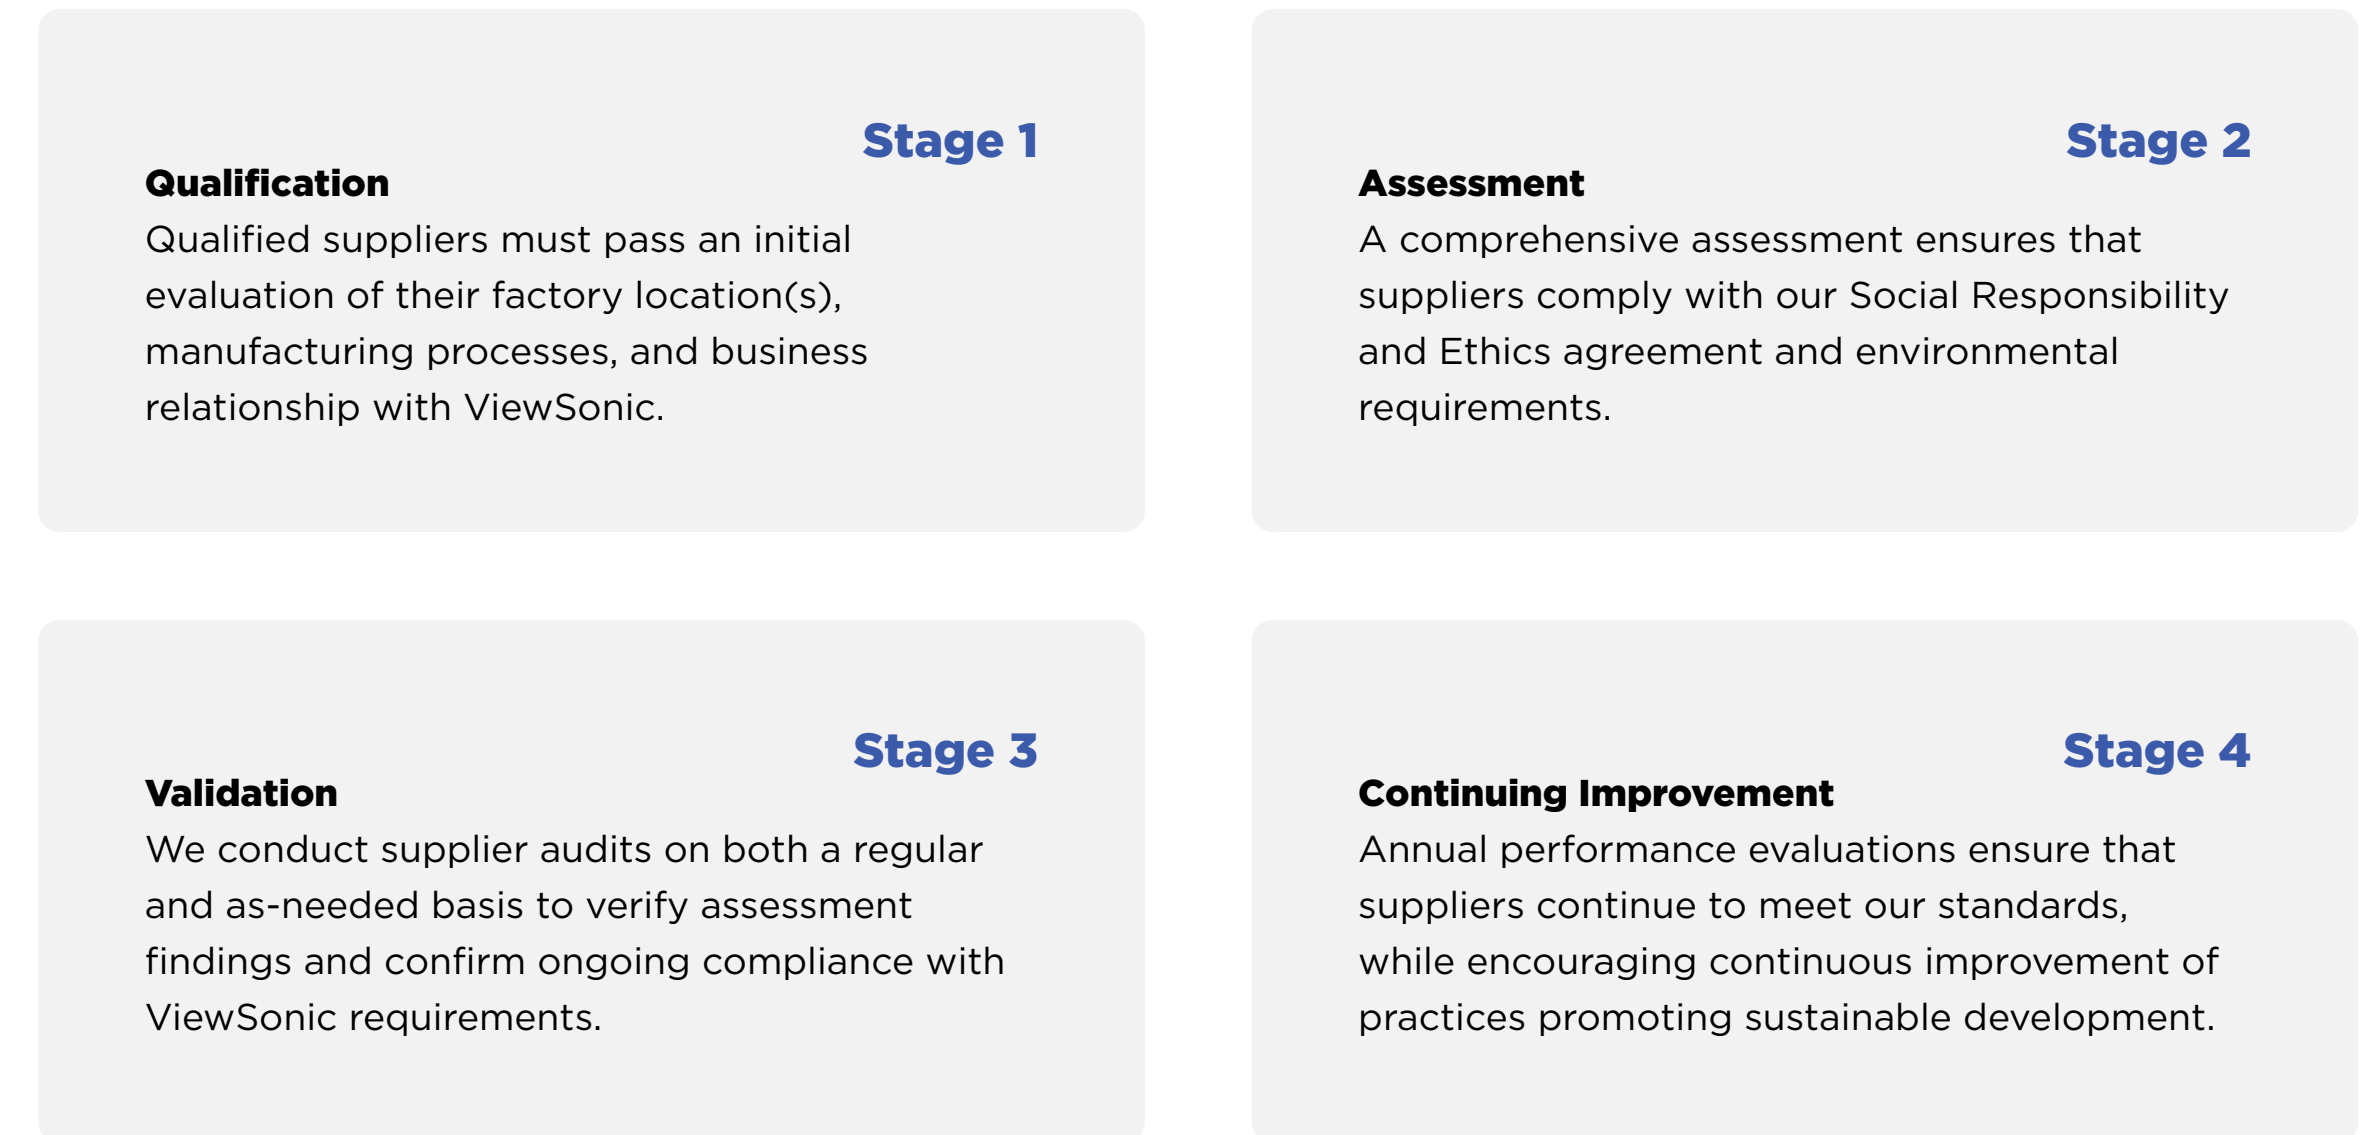 Stage 1
Qualification
Qualified suppliers must pass an initial
evaluation of their factory location(s),
manufacturing processes, and business
relationship with ViewSonic.
Stage 2
Assessment
A comprehensive assessment ensures that
suppliers comply with our Social Responsibility
and Ethics agreement and environmental
requirements.
Stage 3
Validation
We conduct supplier audits on both a regular
and as-needed basis to verify assessment
findings and confirm ongoing compliance with
ViewSonic requirements.
Stage 4
Continuing Improvement
Annual performance evaluations ensure that
suppliers continue to meet our standards,
while encouraging continuous improvement of
practices promoting sustainable development.